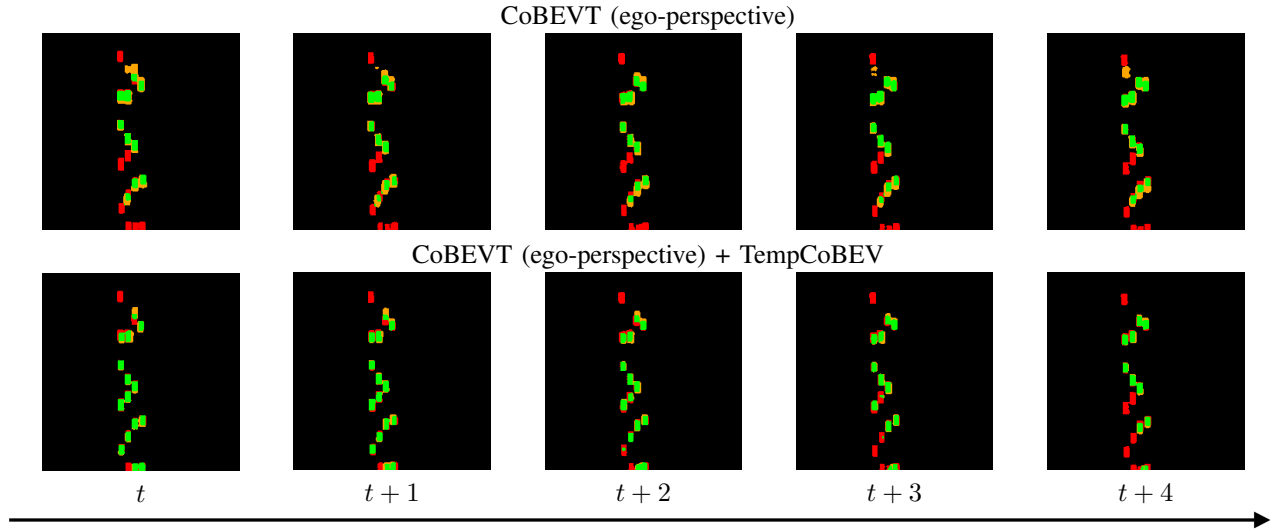 CoBEVT (ego-perspective)
CoBEVT (ego-perspective) + TempCoBEV
t t + 1 t + 2 t + 3 t + 4